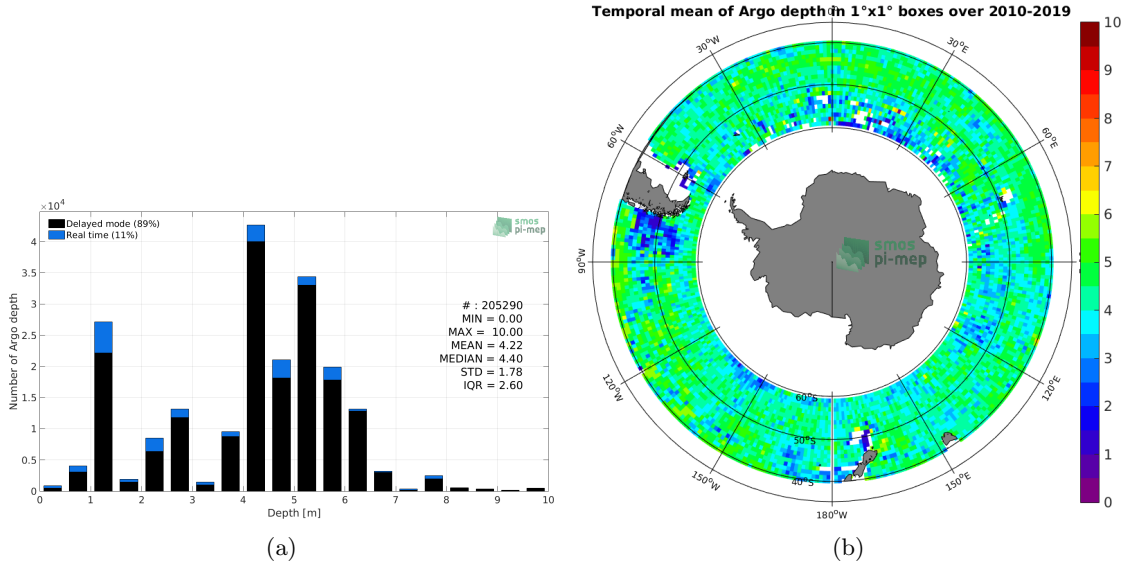 Temporal mean of Argo depth in 1°x1° boxes over 2010-2019
×10⁴
Delayed mode (89%)
Real time (11%)
smos
pi-mep
# : 205290
MIN = 0.00
MAX = 10.00
MEAN = 4.22
MEDIAN = 4.40
STD = 1.78
IQR = 2.60
Number of Argo depth
4
3.5
3
2.5
2
1.5
1
0.5
0
0 1 2 3 4 5 6 7 8 9 10
Depth [m]
(a)
30°W
30°E
60°W
60°E
90°W
120°W
120°E
150°W
150°E
180°W
60°S
50°S
40°S
smos
pi-mep
10
9
8
7
6
5
4
3
2
1
0
(b)